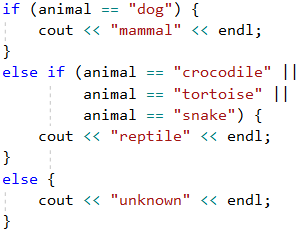 if (animal == "dog") {
    cout << "mammal" << endl;
}
else if (animal == "crocodile" ||
         animal == "tortoise" ||
         animal == "snake") {
    cout << "reptile" << endl;
}
else {
    cout << "unknown" << endl;
}